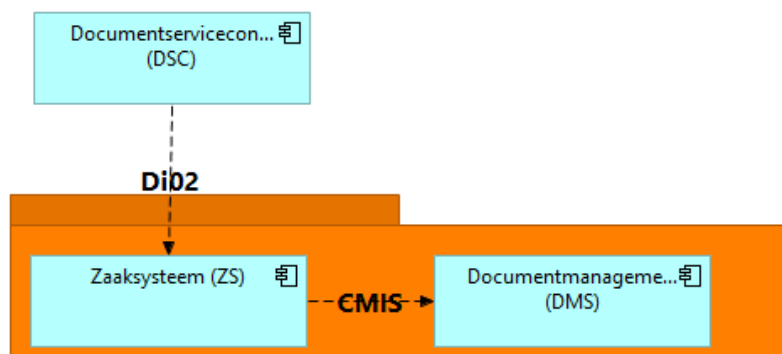 Documentservicecon...
(DSC)
Di02
Zaaksysteem (ZS)
CMIS
Documentmanageme...
(DMS)